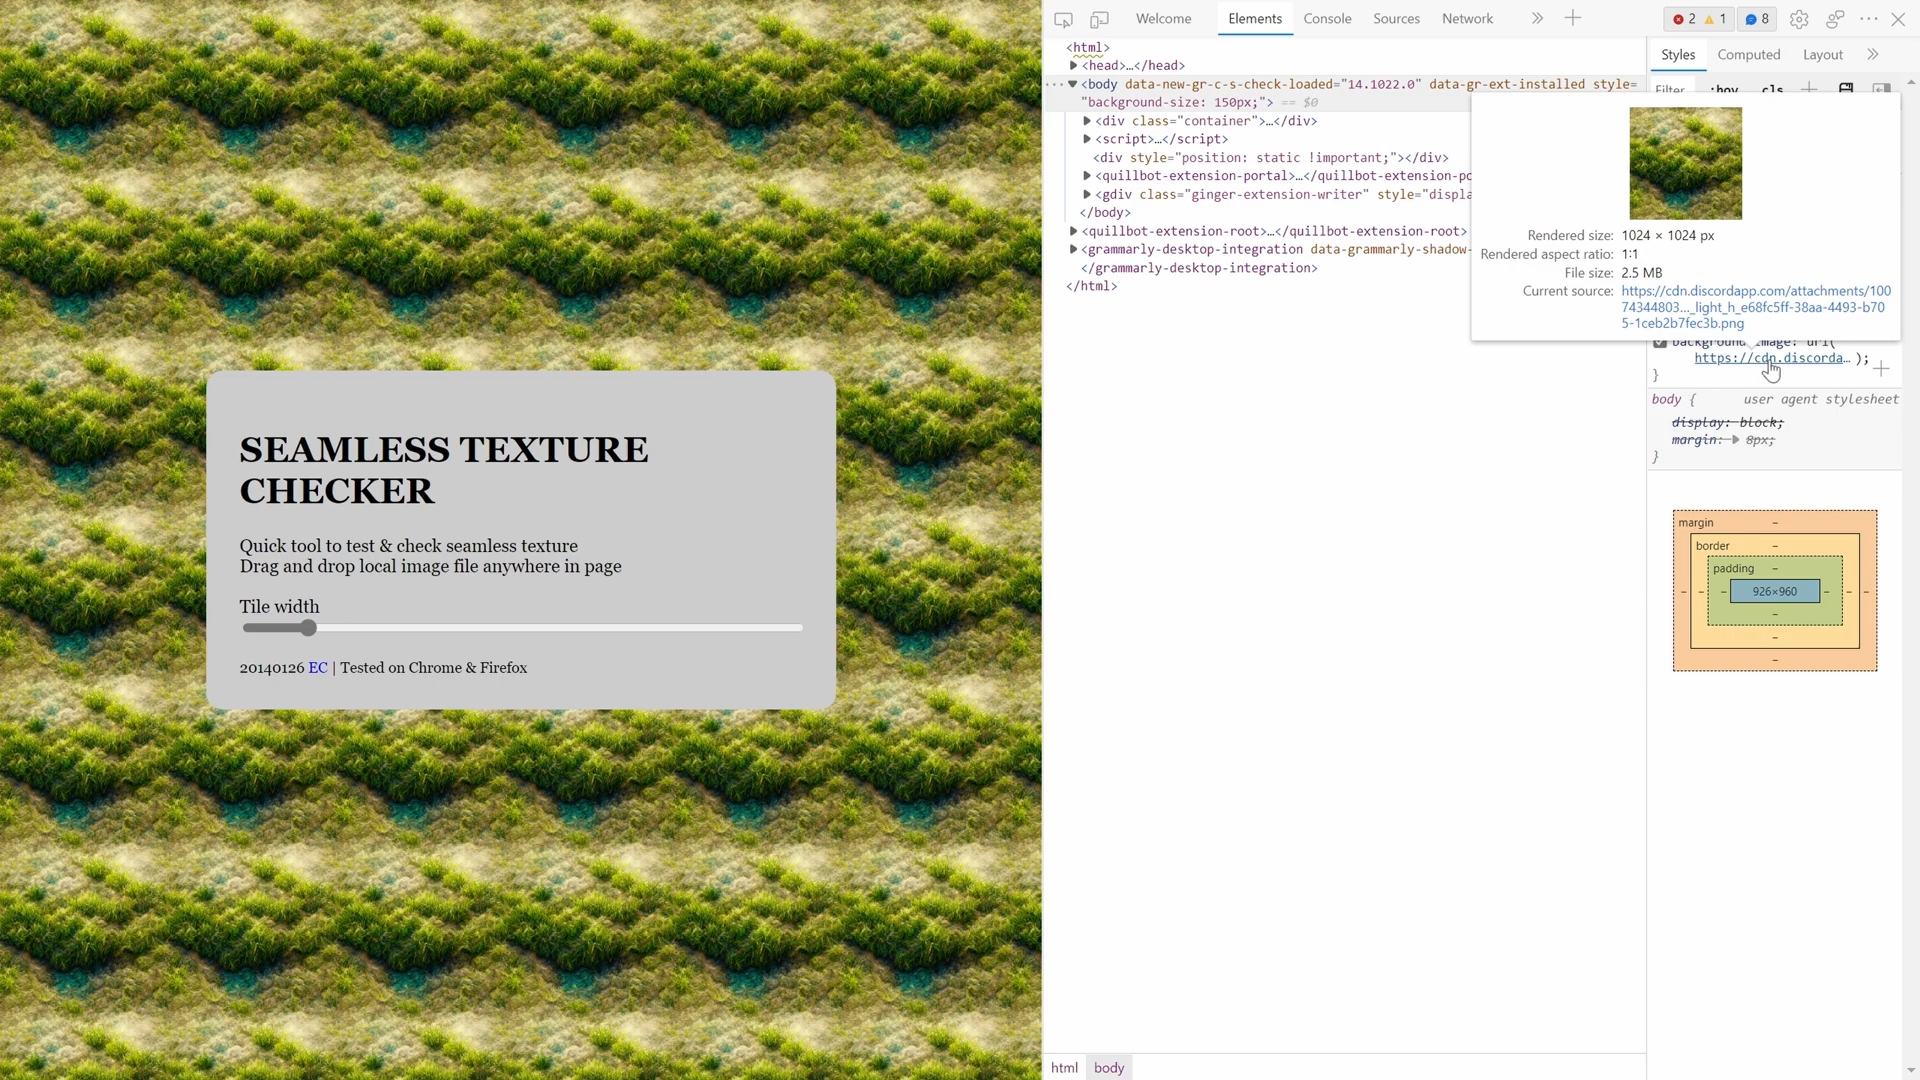 SEAMLESS TEXTURE
CHECKER
Quick tool to test & check seamless texture
Drag and drop local image file anywhere in page
Tile width
20140126 EC | Tested on Chrome & Firefox
Welcome
Elements
Console
Sources
Network
2
1
8
<html>
<head>…</head>
<body data-new-gr-c-s-check-loaded="14.1022.0" data-gr-ext-installed style=
"background-size: 150px;"> == $0
<div class="container">…</div>
<script>…</script>
<div style="position: static !important;"></div>
<quillbot-extension-portal>…</quillbot-extension-po
<gdiv class="ginger-extension-writer" style="displa
</body>
<quillbot-extension-root>…</quillbot-extension-root>
<grammarly-desktop-integration data-grammarly-shadow-
</grammarly-desktop-integration>
</html>
html
body
Styles
Computed
Layout
Filter
:hov
.cls
Rendered size: 1024 × 1024 px
Rendered aspect ratio: 1:1
File size: 2.5 MB
Current source: https://cdn.discordapp.com/attachments/100
74344803…_light_h_e68fc5ff-38aa-4493-b70
5-1ceb2b7fec3b.png
background-image: url(
https://cdn.discorda… );
}
body {
user agent stylesheet
display: block;
margin: 8px;
}
margin
border
padding
926×960